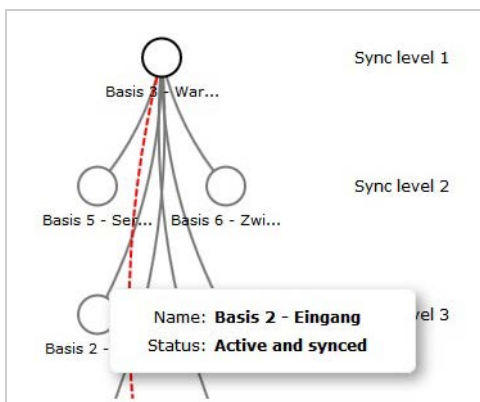 Sync level 1
Basis 3 - War...
Sync level 2
Basis 5 - Ser... Basis 6 - Zwi...
Name: Basis 2 - Eingang
vel 3
Status: Active and synced
Basis 2 -